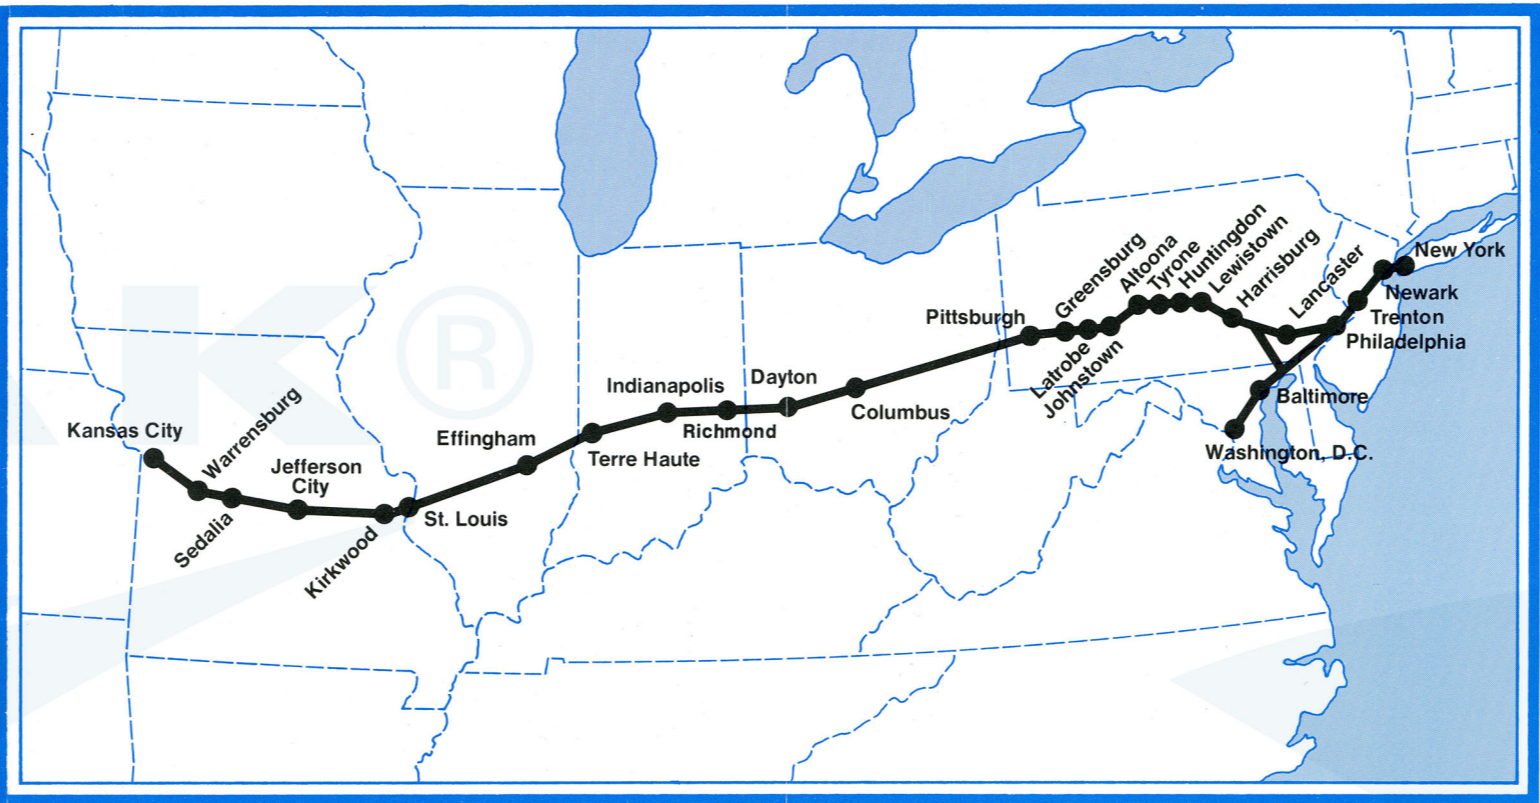 Kansas City
Warrensburg
Sedalia
Jefferson
City
Kirkwood
St. Louis
Effingham
Terre Haute
Indianapolis
Richmond
Dayton
Columbus
Pittsburgh
Greensburg
Latrobe
Johnstown
Altoona
Tyrone
Huntingdon
Lewistown
Harrisburg
Lancaster
New York
Newark
Trenton
Philadelphia
Baltimore
Washington, D.C.
K®